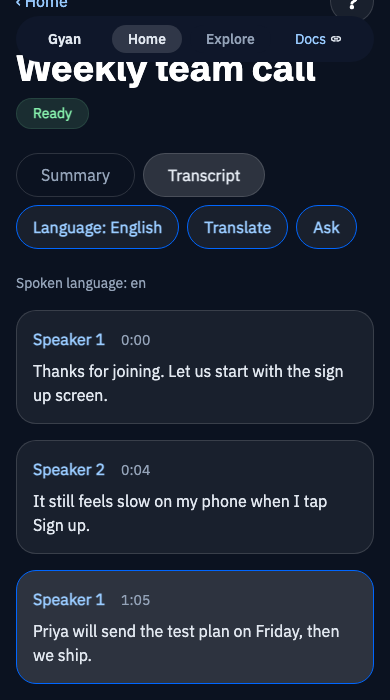 ‹ Home
?
Gyan
Home
Explore
Docs
Weekly team call
Ready
Summary
Transcript
Language: English
Translate
Ask
Spoken language: en
Speaker 1 0:00
Thanks for joining. Let us start with the sign
up screen.
Speaker 2 0:04
It still feels slow on my phone when I tap
Sign up.
Speaker 1 1:05
Priya will send the test plan on Friday, then
we ship.